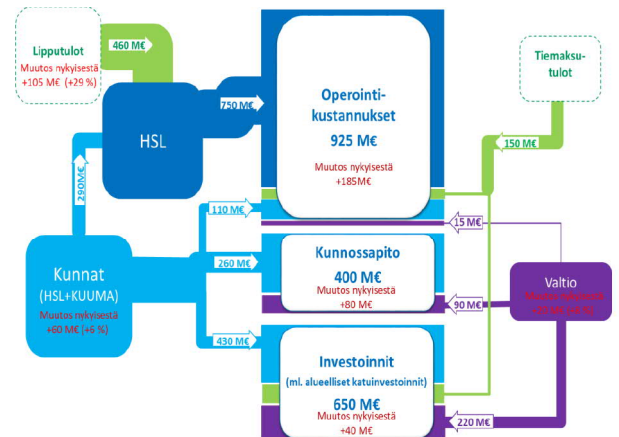 Lipputulot
Muutos nykyisestä
+105 M€ (+29 %)
460 M€
HSL
750 M€
290M€
Kunnat
(HSL+KUUMA)
Muutos nykyisestä
+60 M€ (+6 %)
110 M€
260 M€
430 M€
Operointi-
kustannukset
925 M€
Muutos nykyisestä
+185M€
Kunnossapito
400 M€
Muutos nykyisestä
+80 M€
Investoinnit
(ml. alueelliset katuinvestoinnit)
650 M€
Muutos nykyisestä
+40 M€
Tiemaksu-
tulot
150 M€
15 M€
90 M€
220 M€
Valtio
Muutos nykyisestä